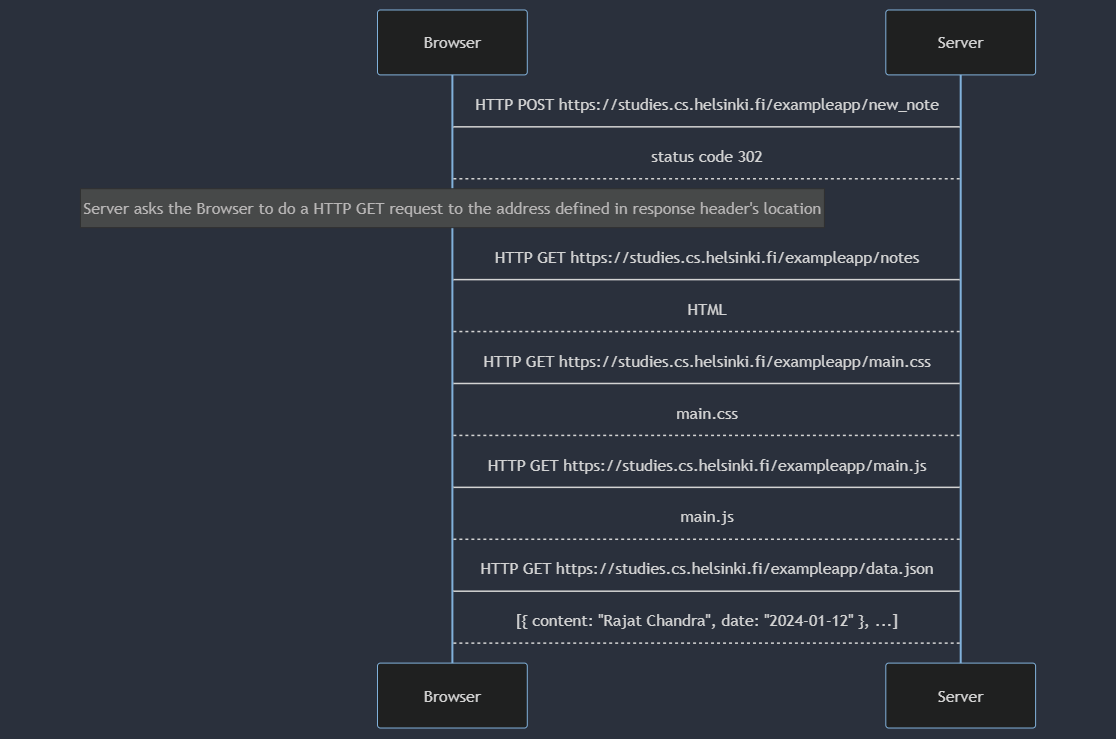 Browser
Server
HTTP POST https://studies.cs.helsinki.fi/exampleapp/new_note
status code 302
Server asks the Browser to do a HTTP GET request to the address defined in response header's location
HTTP GET https://studies.cs.helsinki.fi/exampleapp/notes
HTML
HTTP GET https://studies.cs.helsinki.fi/exampleapp/main.css
main.css
HTTP GET https://studies.cs.helsinki.fi/exampleapp/main.js
main.js
HTTP GET https://studies.cs.helsinki.fi/exampleapp/data.json
[{ content: "Rajat Chandra", date: "2024-01-12" }, ...]
Browser
Server